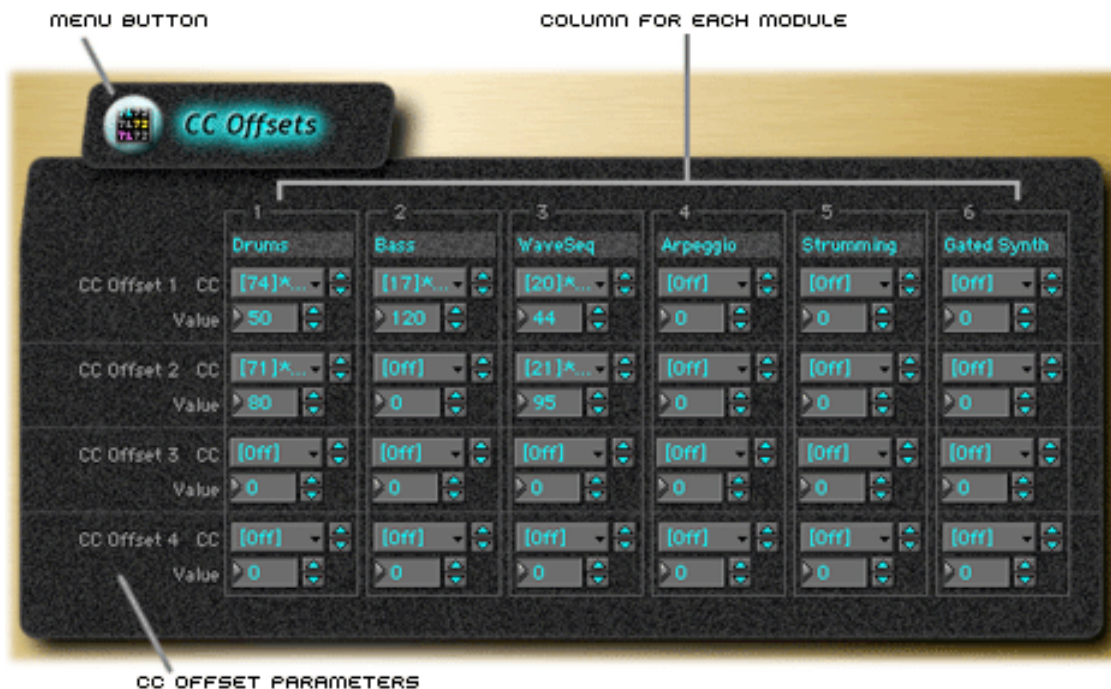 MENU BUTTON
COLUMN FOR EACH MODULE
CC Offsets
1 2 3 4 5 6
Drums Bass WaveSeq Arpeggio Strumming Gated Synth
CC Offset 1 CC [74]*... [17]*... [20]*... [Off] [Off] [Off]
Value 50 120 44 0 0 0
CC Offset 2 CC [71]*... [Off] [21]*... [Off] [Off] [Off]
Value 80 0 95 0 0 0
CC Offset 3 CC [Off] [Off] [Off] [Off] [Off] [Off]
Value 0 0 0 0 0 0
CC Offset 4 CC [Off] [Off] [Off] [Off] [Off] [Off]
Value 0 0 0 0 0 0
CC OFFSET PARAMETERS